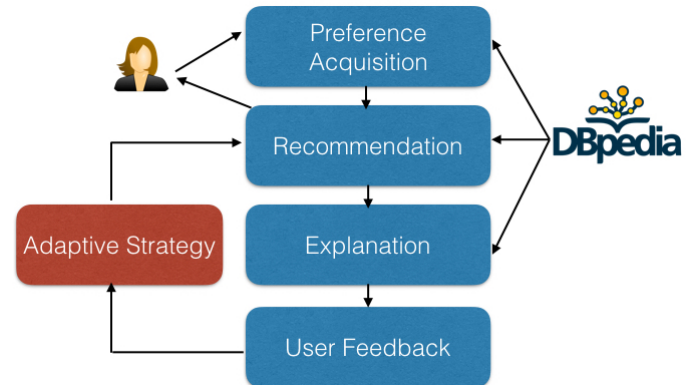 Preference
Acquisition
Recommendation
DBpedia
Adaptive Strategy
Explanation
User Feedback